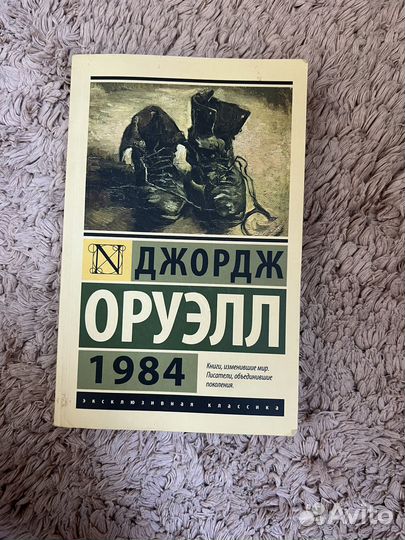 N ДЖОРДЖ
ОРУЭЛЛ
1984
Книги, изменившие мир.
Писатели, объединившие
поколения.
эксклюзивная классика
Avito